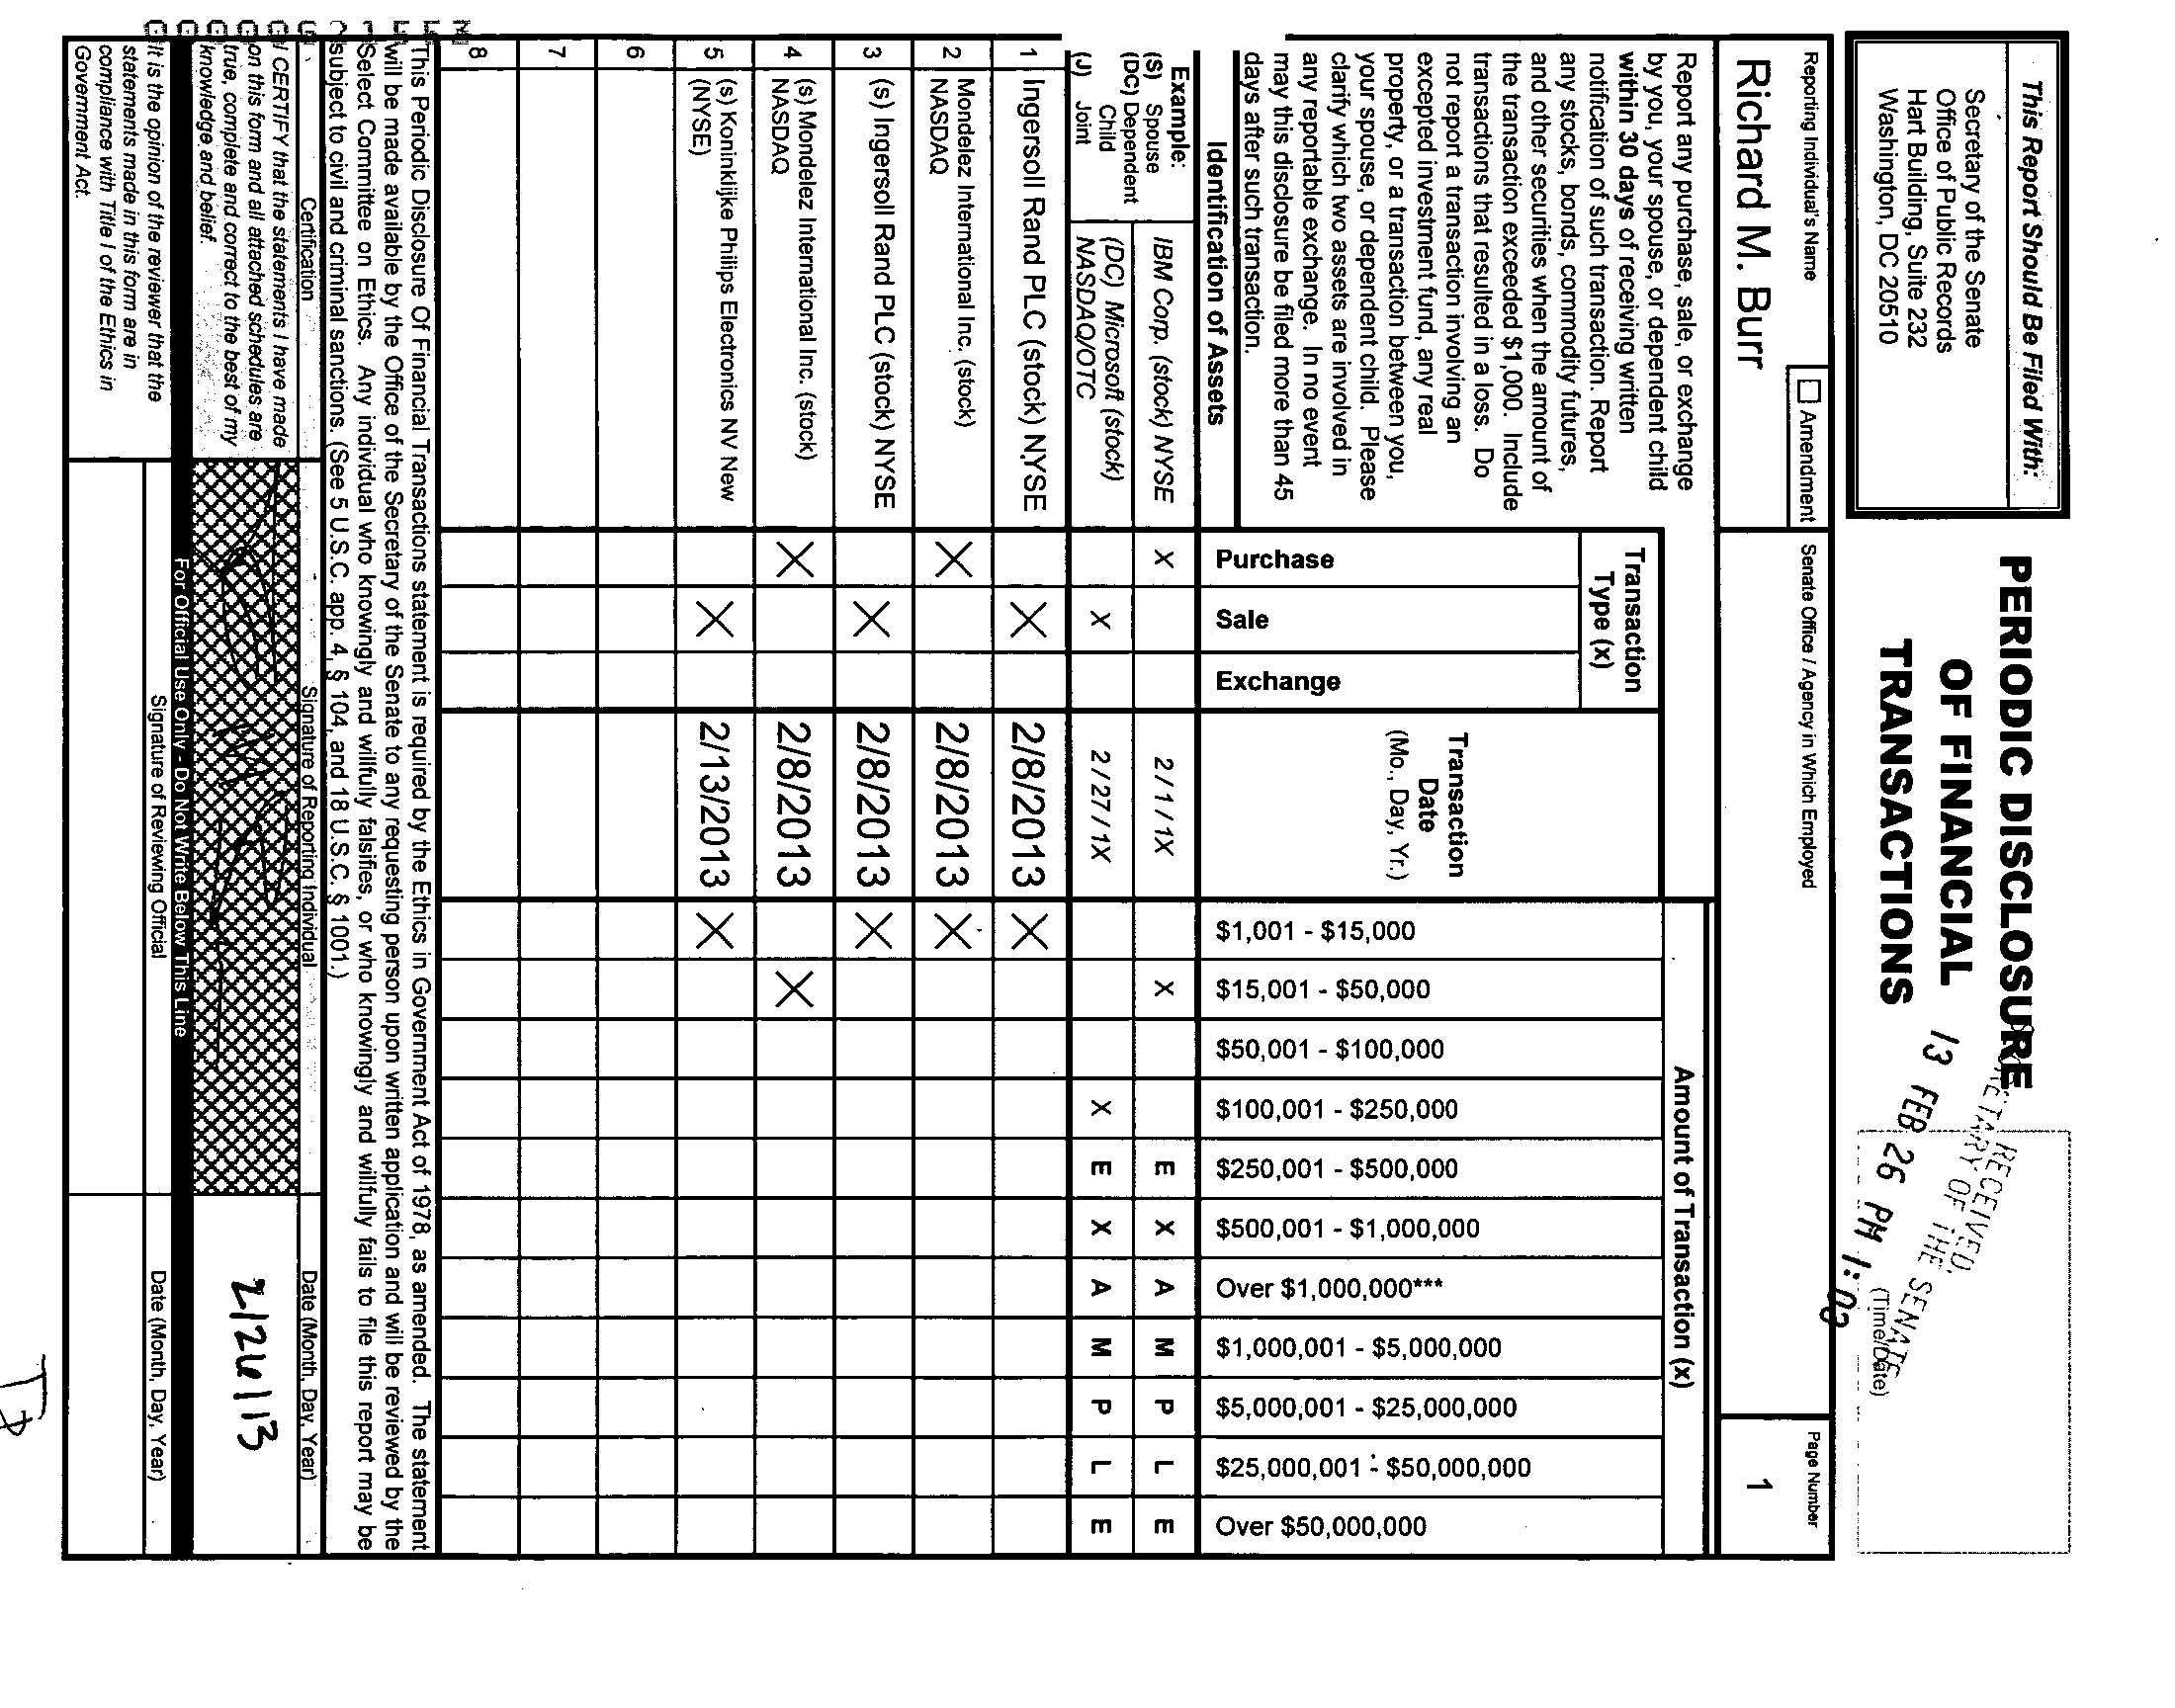 This Report Should Be Filed With:
Secretary of the Senate
Office of Public Records
Hart Building, Suite 232
Washington, DC 20510
PERIODIC DISCLOSURE
OF FINANCIAL
TRANSACTIONS
RECEIVED
SECRETARY OF THE SENATE
(Time/Date)
13 FEB 26 PM 1:03
Reporting Individual's Name
Amendment
Richard M. Burr
Senate Office / Agency in Which Employed
Page Number
1
Report any purchase, sale, or exchange
by you, your spouse, or dependent child
within 30 days of receiving written
notification of such transaction. Report
any stocks, bonds, commodity futures,
and other securities when the amount of
the transaction exceeded $1,000. Include
transactions that resulted in a loss. Do
not report a transaction involving an
excepted investment fund, any real
property, or a transaction between you,
your spouse, or dependent child. Please
clarify which two assets are involved in
any reportable exchange. In no event
may this disclosure be filed more than 45
days after such transaction.
Identification of Assets
Transaction
Type (x)
Purchase
Sale
Exchange
Transaction
Date
(Mo., Day, Yr.)
Amount of Transaction (x)
$1,001 - $15,000
$15,001 - $50,000
$50,001 - $100,000
$100,001 - $250,000
$250,001 - $500,000
$500,001 - $1,000,000
Over $1,000,000***
$1,000,001 - $5,000,000
$5,000,001 - $25,000,000
$25,000,001 - $50,000,000
Over $50,000,000
Example:
(S) Spouse
(DC) Dependent
Child
(J) Joint
IBM Corp. (stock) NYSE X 2 / 1 / 1X X E X A M P L E
(DC) Microsoft (stock)
NASDAQ/OTC X 2 / 27 / 1X X E X A M P L E
1 Ingersoll Rand PLC (stock) NYSE X 2/8/2013 X
2 Mondelez International Inc. (stock)
NASDAQ X 2/8/2013 X
3 (s) Ingersoll Rand PLC (stock) NYSE X 2/8/2013 X
4 (s) Mondelez International Inc. (stock)
NASDAQ X 2/8/2013 X
5 (s) Koninklijke Philips Electronics NV New
(NYSE) X 2/13/2013 X
6
7
8
This Periodic Disclosure Of Financial Transactions statement is required by the Ethics in Government Act of 1978, as amended. The statement
will be made available by the Office of the Secretary of the Senate to any requesting person upon written application and will be reviewed by the
Select Committee on Ethics. Any individual who knowingly and willfully falsifies, or who knowingly and willfully fails to file this report may be
subject to civil and criminal sanctions. (See 5 U.S.C. app. 4, § 104, and 18 U.S.C. § 1001.)
Certification
Signature of Reporting Individual
Date (Month, Day, Year)
I CERTIFY that the statements I have made
on this form and all attached schedules are
true, complete and correct to the best of my
knowledge and belief.
2/26/13
For Official Use Only - Do Not Write Below This Line
It is the opinion of the reviewer that the
statements made in this form are in
compliance with Title I of the Ethics in
Government Act.
Signature of Reviewing Official
Date (Month, Day, Year)